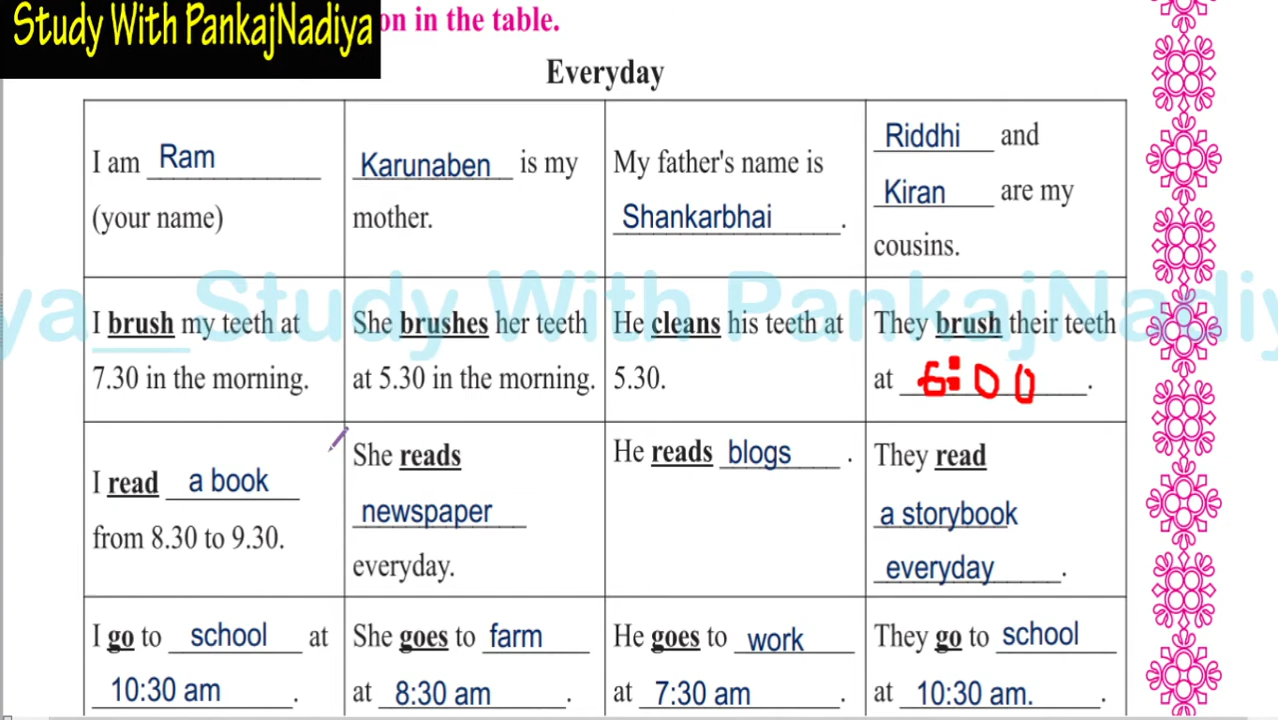 Study With PankajNadiya
on in the table.
Everyday
I am Ram
(your name)
Karunaben is my
mother.
My father's name is
Shankarbhai.
Riddhi and
Kiran are my
cousins.
ya Study With PankajNadiy
I brush my teeth at
7.30 in the morning.
She brushes her teeth
at 5.30 in the morning.
He cleans his teeth at
5.30.
They brush their teeth
at 6:00.
I read a book
from 8.30 to 9.30.
She reads
newspaper
everyday.
He reads blogs.
They read
a storybook
everyday.
I go to school at
10:30 am.
She goes to farm
at 8:30 am.
He goes to work
at 7:30 am.
They go to school
at 10:30 am..